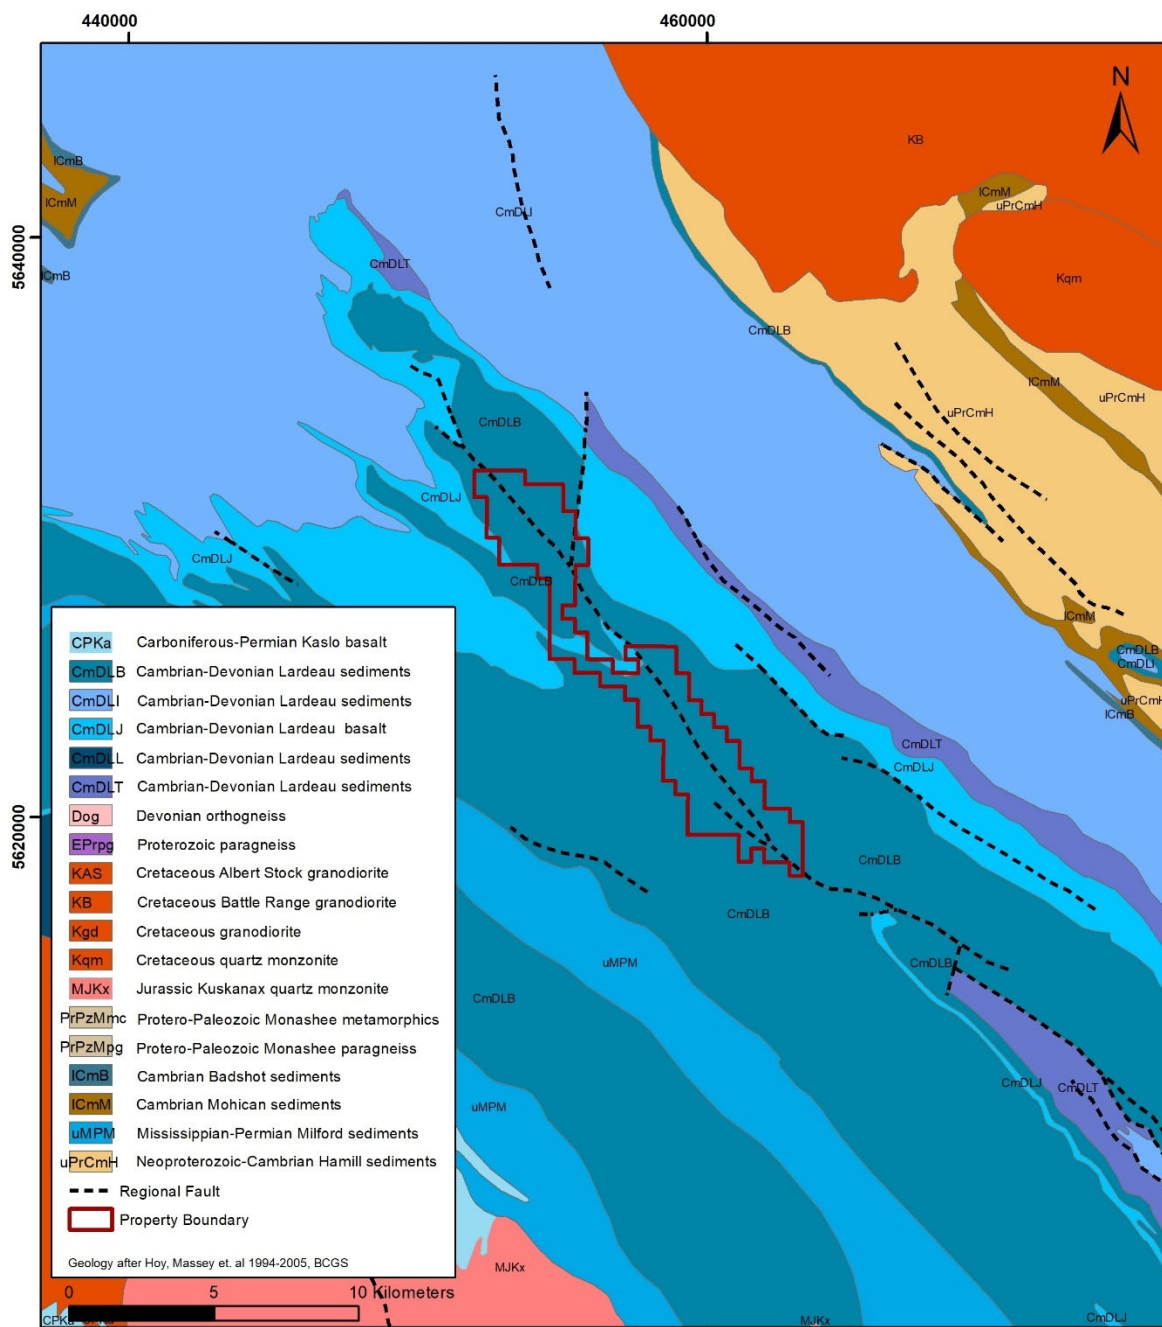 440000 460000
N
KB
lCmB
lCmM
uPrCmH
lCmM
CmDLI
5640000
lCmB
CmDLT
Kqm
CmDLB
lCmM
uPrCmH
uPrCmH
CmDLB
CmDLJ
CmDLJ
CmDLB
lCmM
CmDLB
CmDLI
uPrCmH
lCmB
CmDLT
CmDLJ
5620000
CmDLB
CmDLB
uMPM
CmDLB
CmDLB
CmDLJ
CmDLT
uMPM
MJKx
CmDLJ
MJKx
CPKa Carboniferous-Permian Kaslo basalt
CmDLB Cambrian-Devonian Lardeau sediments
CmDLI Cambrian-Devonian Lardeau sediments
CmDLJ Cambrian-Devonian Lardeau basalt
CmDLL Cambrian-Devonian Lardeau sediments
CmDLT Cambrian-Devonian Lardeau sediments
Dog Devonian orthogneiss
EPrpg Proterozoic paragneiss
KAS Cretaceous Albert Stock granodiorite
KB Cretaceous Battle Range granodiorite
Kgd Cretaceous granodiorite
Kqm Cretaceous quartz monzonite
MJKx Jurassic Kuskanax quartz monzonite
PrPzMmc Protero-Paleozoic Monashee metamorphics
PrPzMpg Protero-Paleozoic Monashee paragneiss
lCmB Cambrian Badshot sediments
lCmM Cambrian Mohican sediments
uMPM Mississippian-Permian Milford sediments
uPrCmH Neoproterozoic-Cambrian Hamill sediments
Regional Fault
Property Boundary
Geology after Hoy, Massey et. al 1994-2005, BCGS
0 5 10 Kilometers
CPKa